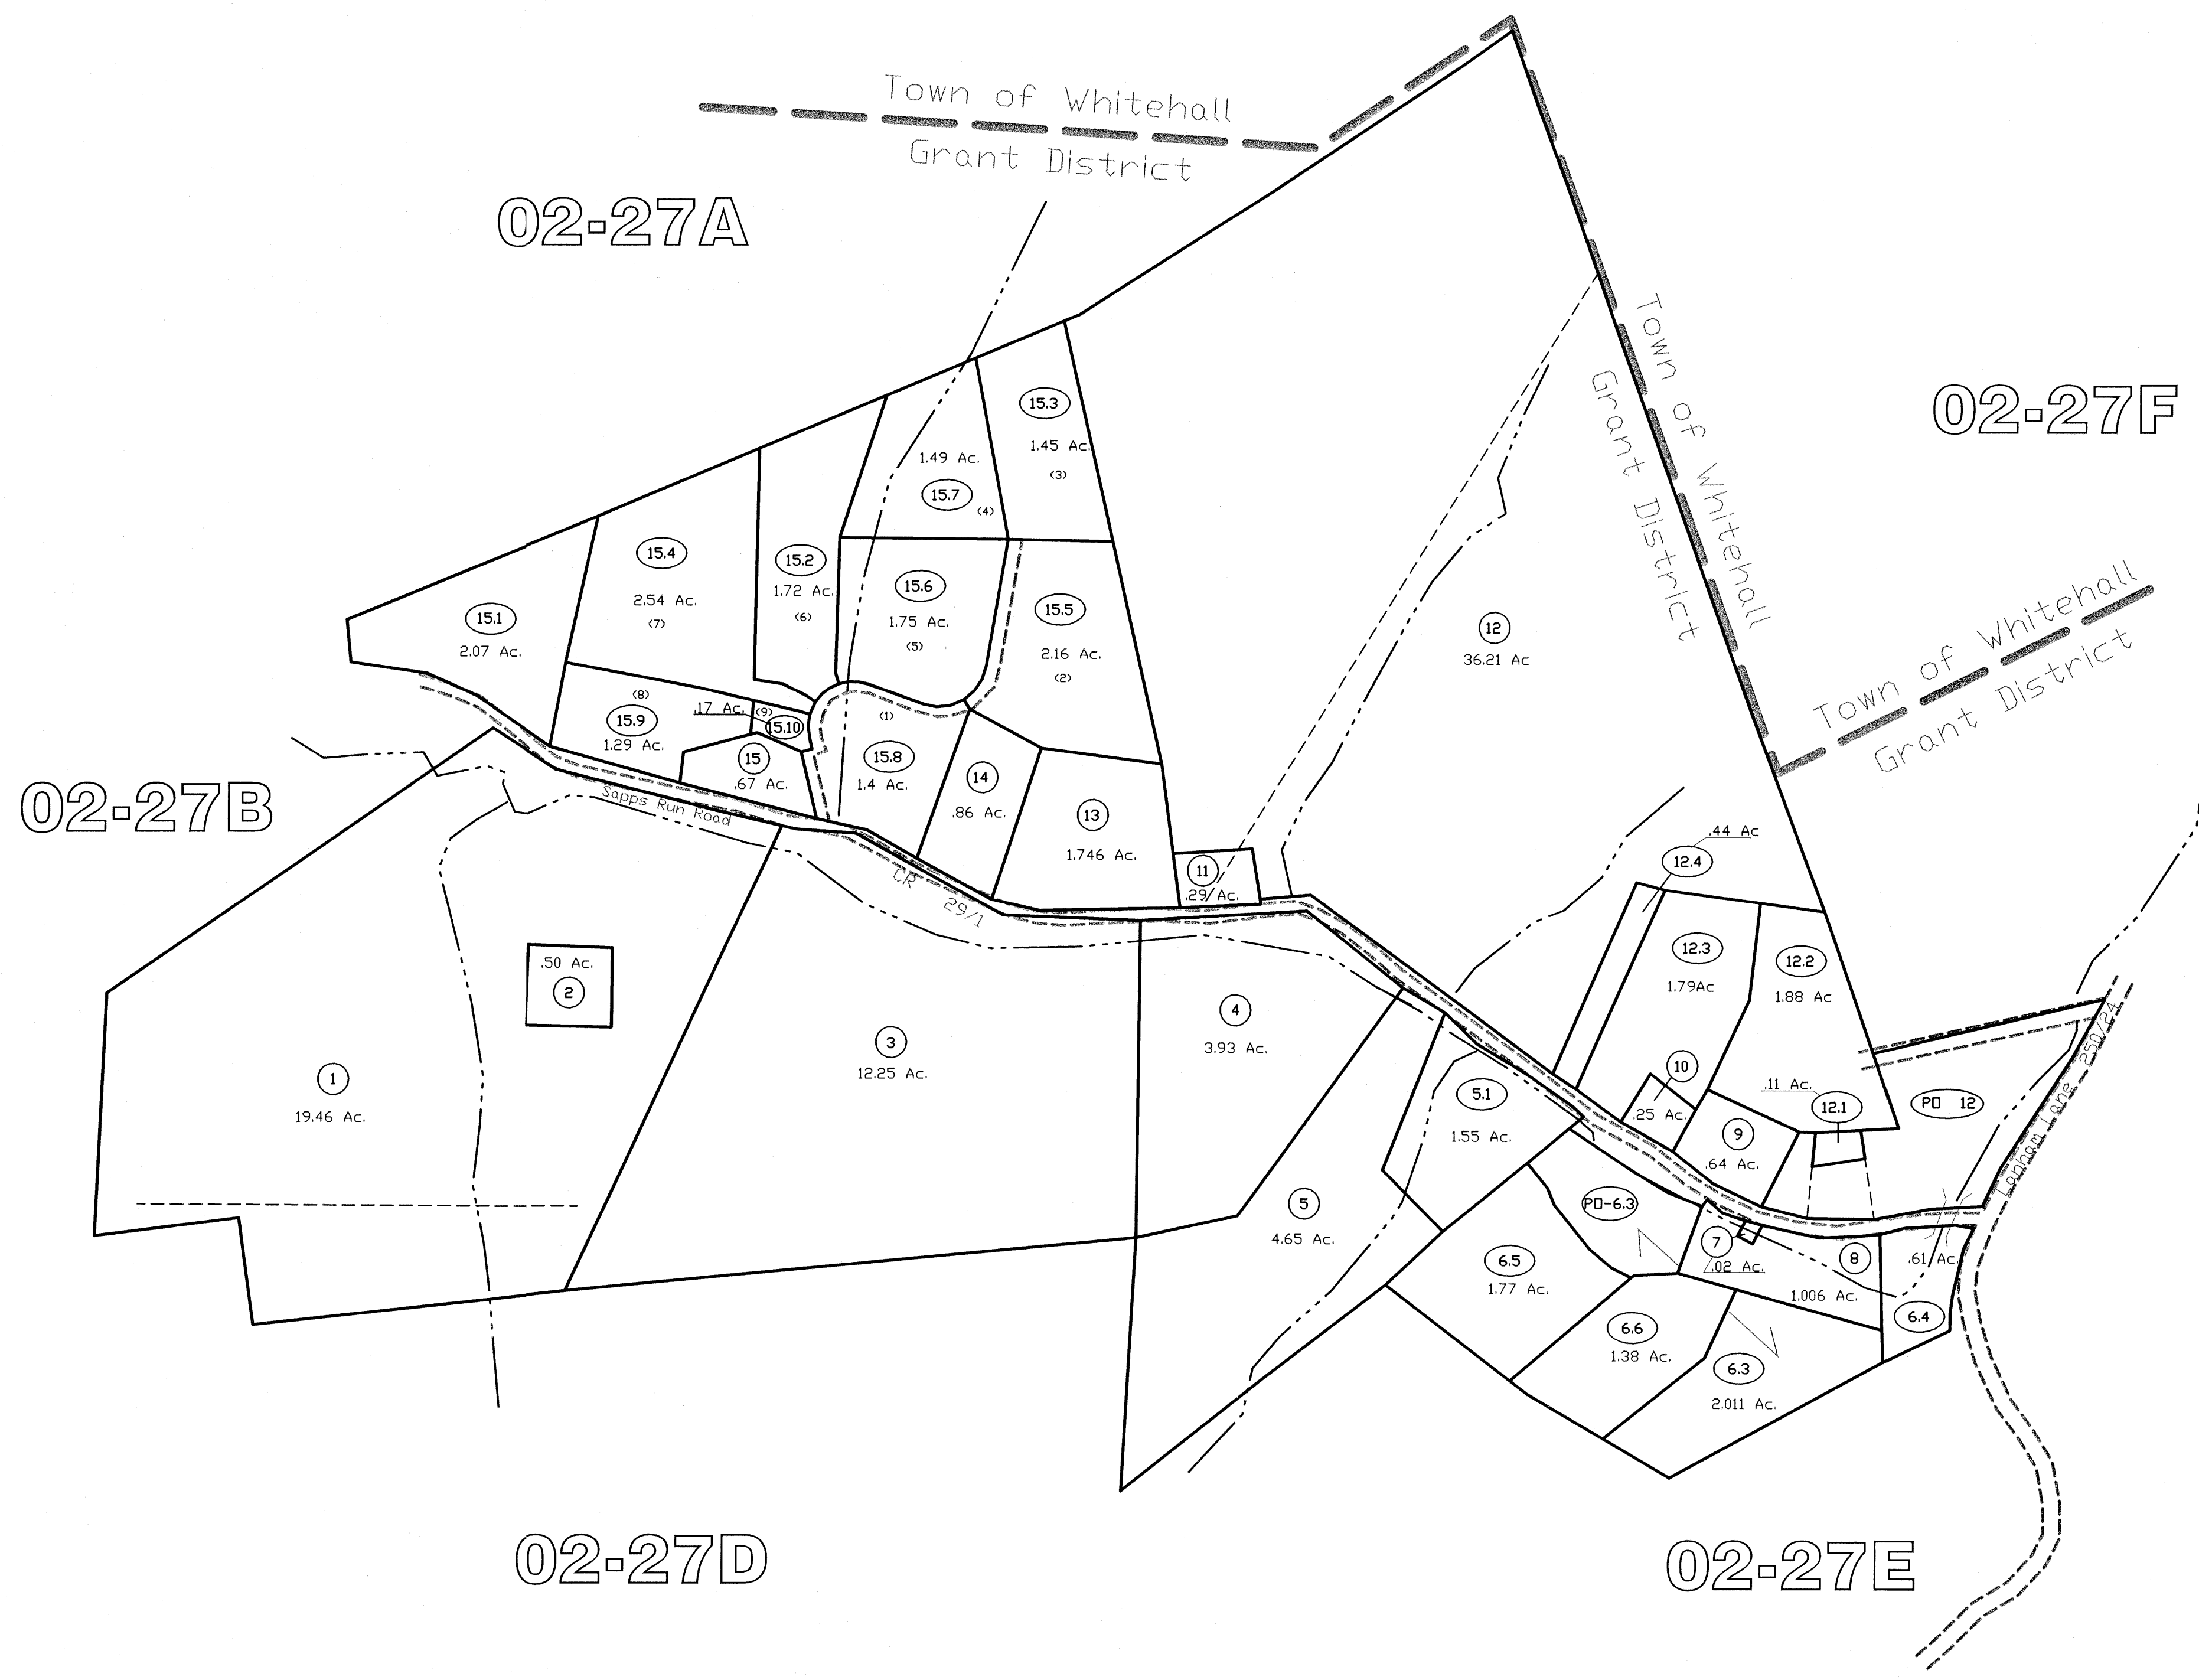 Town of Whitehall
Grant District
02-27A
Town of Whitehall
Grant District
02-27F
15.3
1.45 Ac.
(3)
1.49 Ac.
15.7
(4)
15.4
2.54 Ac.
(7)
15.2
1.72 Ac.
(6)
15.6
1.75 Ac.
(5)
15.5
2.16 Ac.
(2)
15.1
2.07 Ac.
12
36.21 Ac
Town of Whitehall
Grant District
(8)
15.9
1.29 Ac.
.17 Ac.
(9)
15.10
(1)
15.8
1.4 Ac.
15
.67 Ac.
14
.86 Ac.
13
1.746 Ac.
11
.29/Ac.
02-27B
Sapps Run Road
CR 29/1
.44 Ac
12.4
12.3
1.79Ac
12.2
1.88 Ac
.50 Ac.
2
1
19.46 Ac.
3
12.25 Ac.
4
3.93 Ac.
5.1
1.55 Ac.
10
.25 Ac.
.11 Ac.
12.1
PO 12
Lanham Lane 250/24
9
.64 Ac.
5
4.65 Ac.
PO-6.3
7
.02 Ac.
8
1.006 Ac.
.61 Ac.
6.4
6.5
1.77 Ac.
6.6
1.38 Ac.
6.3
2.011 Ac.
02-27D
02-27E